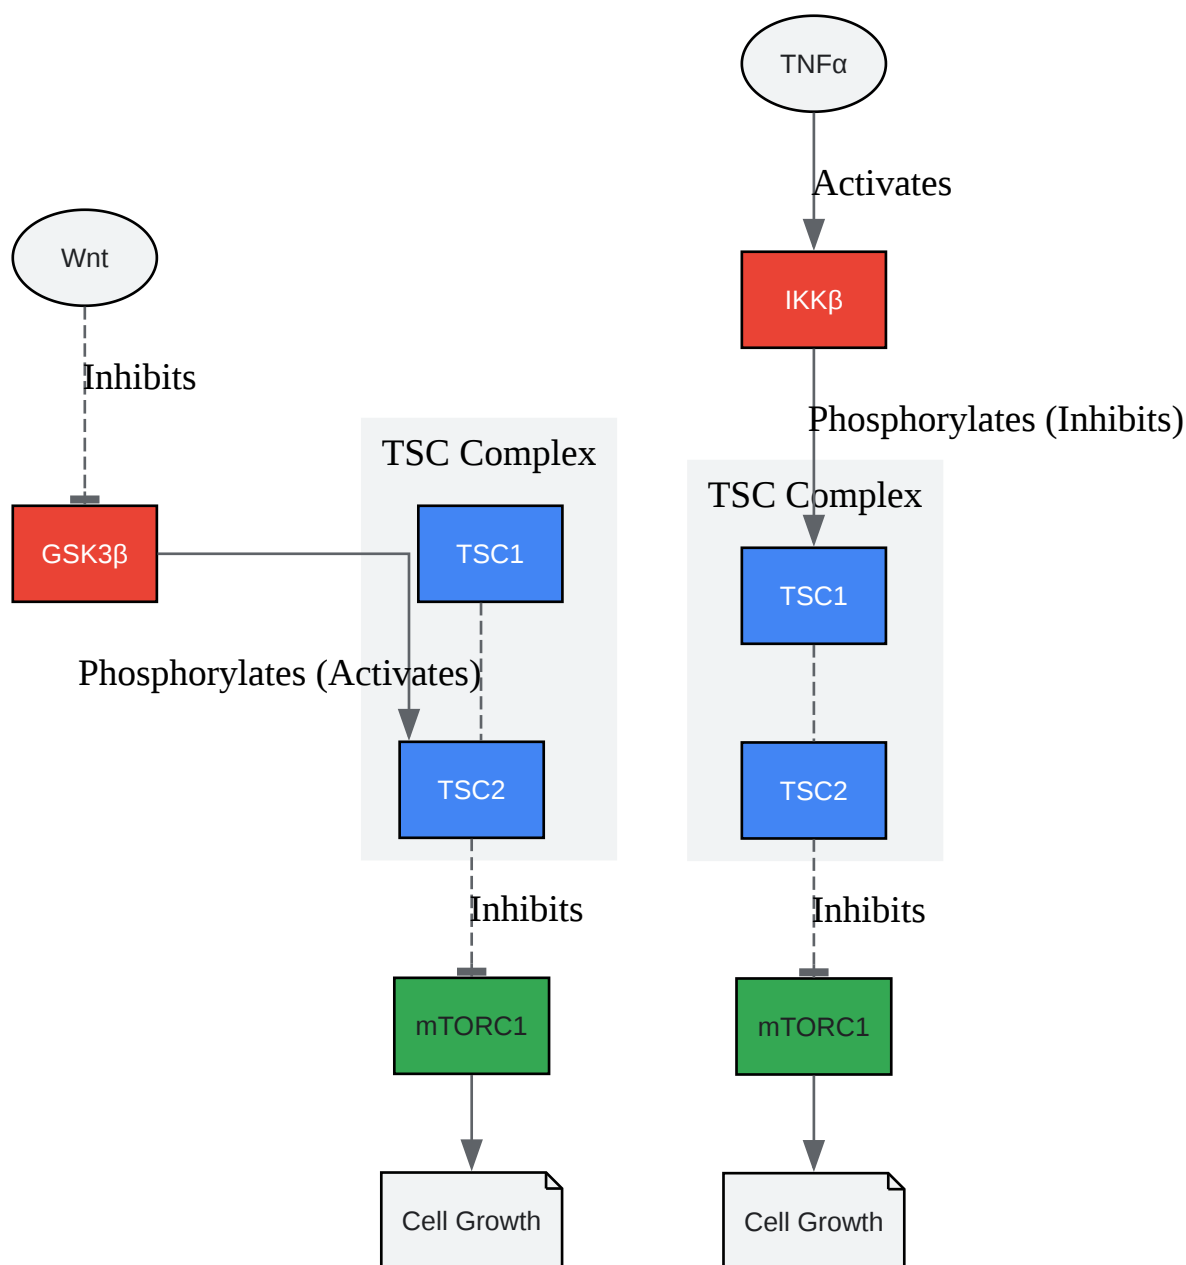 TNFα
Activates
Wnt
IKKβ
Inhibits
Phosphorylates (Inhibits)
TSC Complex
TSC Complex
GSK3β
TSC1
TSC1
Phosphorylates (Activates)
TSC2
TSC2
Inhibits
Inhibits
mTORC1
mTORC1
Cell Growth
Cell Growth